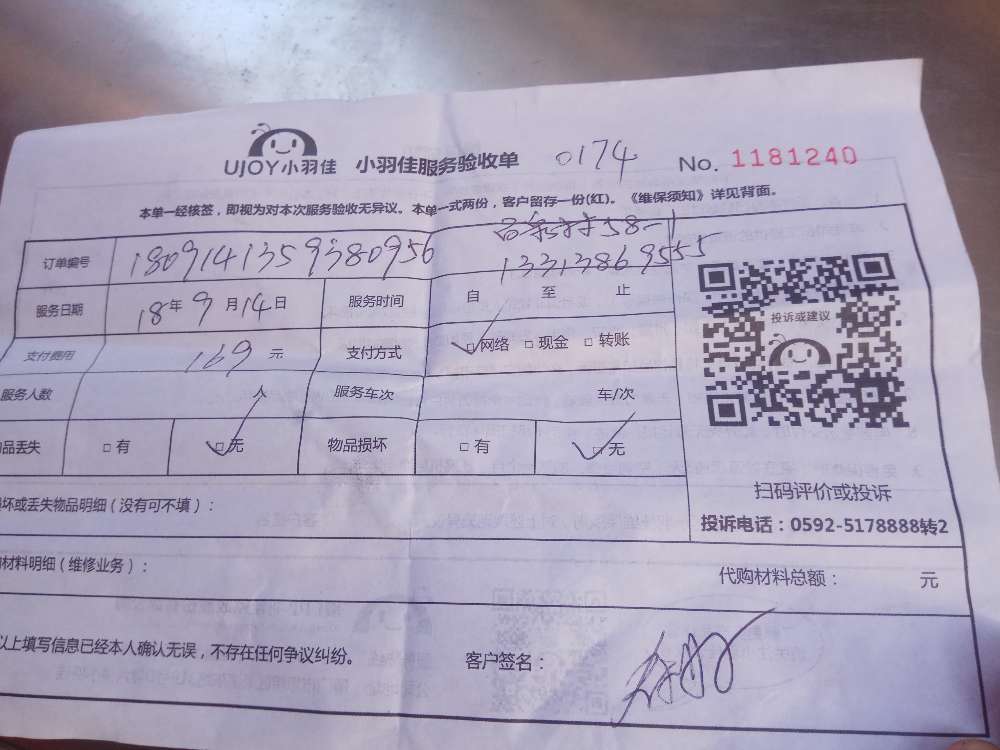 UJOY小羽佳 小羽佳服务验收单 0174 No. 1181240
本单一经核签，即视为对本次服务验收无异议。本单一式两份，客户留存一份(红)。《维保须知》详见背面。
订单编号 1809141359380956 58-1
13313869555
服务日期 18年9月14日 服务时间 自 至 止
支付费用 169元 支付方式 网络 □现金 □转账
服务人数 人 服务车次 车/次
品丢失 □有 无 物品损坏 □有 无
投诉或建议
扫码评价或投诉
投诉电话：0592-5178888转2
坏或丢失物品明细（没有可不填）：
材料明细（维修业务）： 代购材料总额： 元
以上填写信息已经本人确认无误，不存在任何争议纠纷。 客户签名：